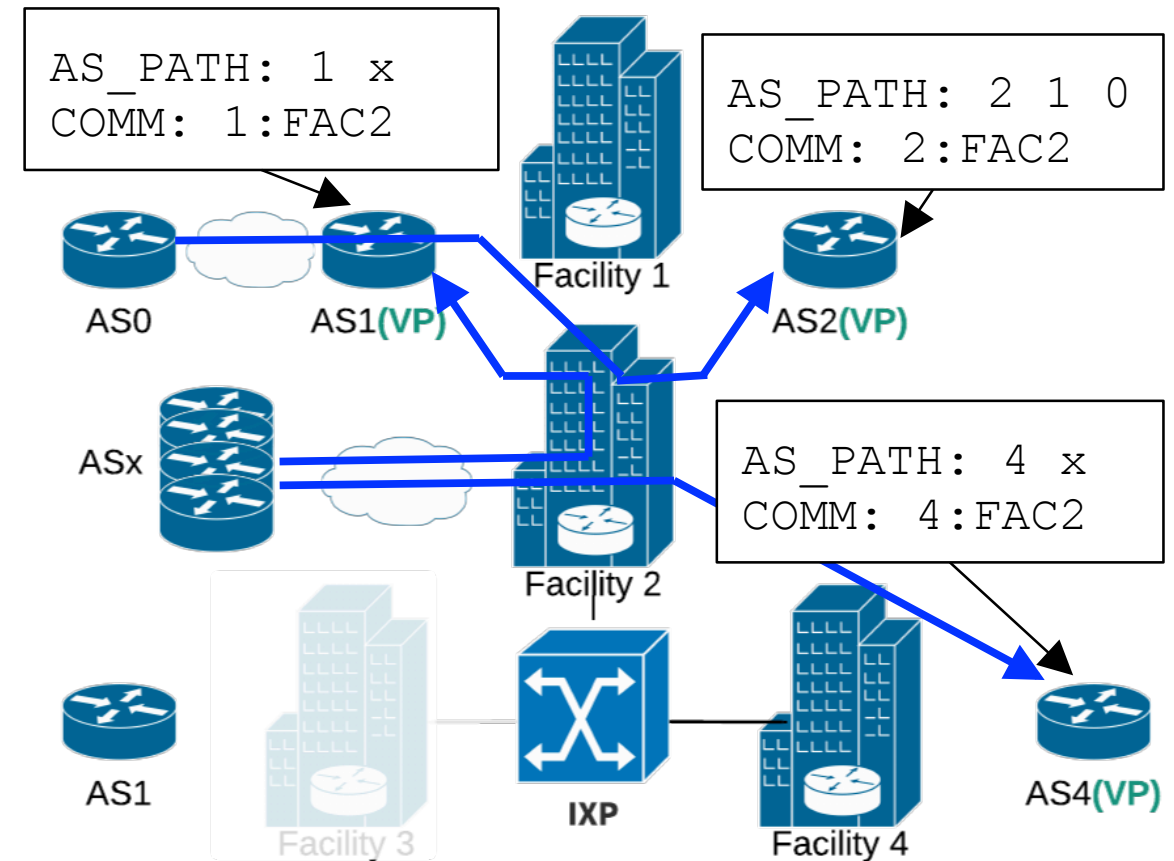 AS_PATH: 1 x
COMM: 1:FAC2
AS_PATH: 2 1 0
COMM: 2:FAC2
Facility 1
AS0
AS1(VP)
AS2(VP)
ASx
AS_PATH: 4 x
COMM: 4:FAC2
Facility 2
AS1
IXP
AS4(VP)
Facility 3
Facility 4